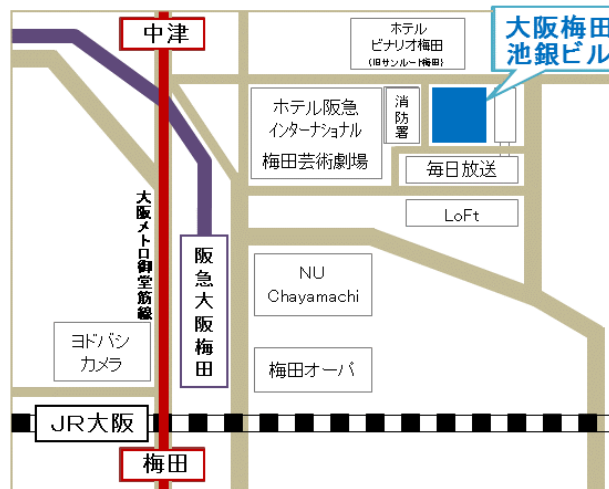 中津
ホテル
ビナリオ梅田
(旧サンルート梅田)
大阪梅田
池銀ビル
ホテル阪急
インターナショナル
梅田芸術劇場
消防署
毎日放送
LoFt
大阪メトロ御堂筋線
阪急大阪梅田
NU
Chayamachi
ヨドバシ
カメラ
梅田オーパ
JR大阪
梅田